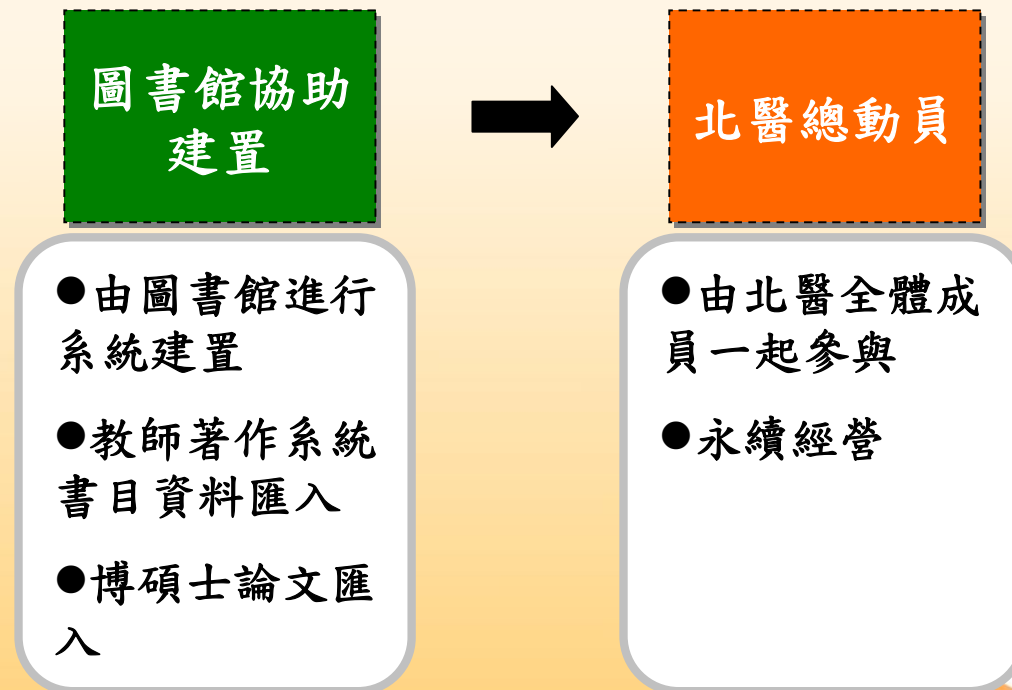 圖書館協助
建置
北醫總動員
●由圖書館進行
系統建置
●教師著作系統
書目資料匯入
●博碩士論文匯
入
●由北醫全體成
員一起參與
●永續經營